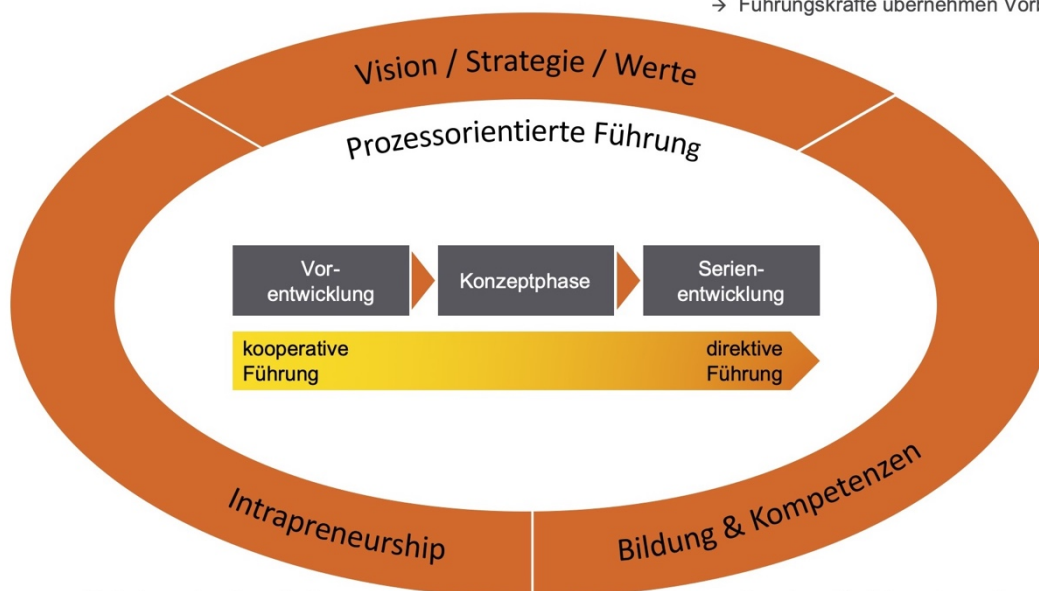 → Führungskräfte übernehmen
Vision / Strategie / Werte
Prozessorientierte Führung
Vor-
entwicklung
Konzeptphase
Serien-
entwicklung
kooperative
Führung
direktive
Führung
Intrapreneurship
Bildung & Kompetenzen